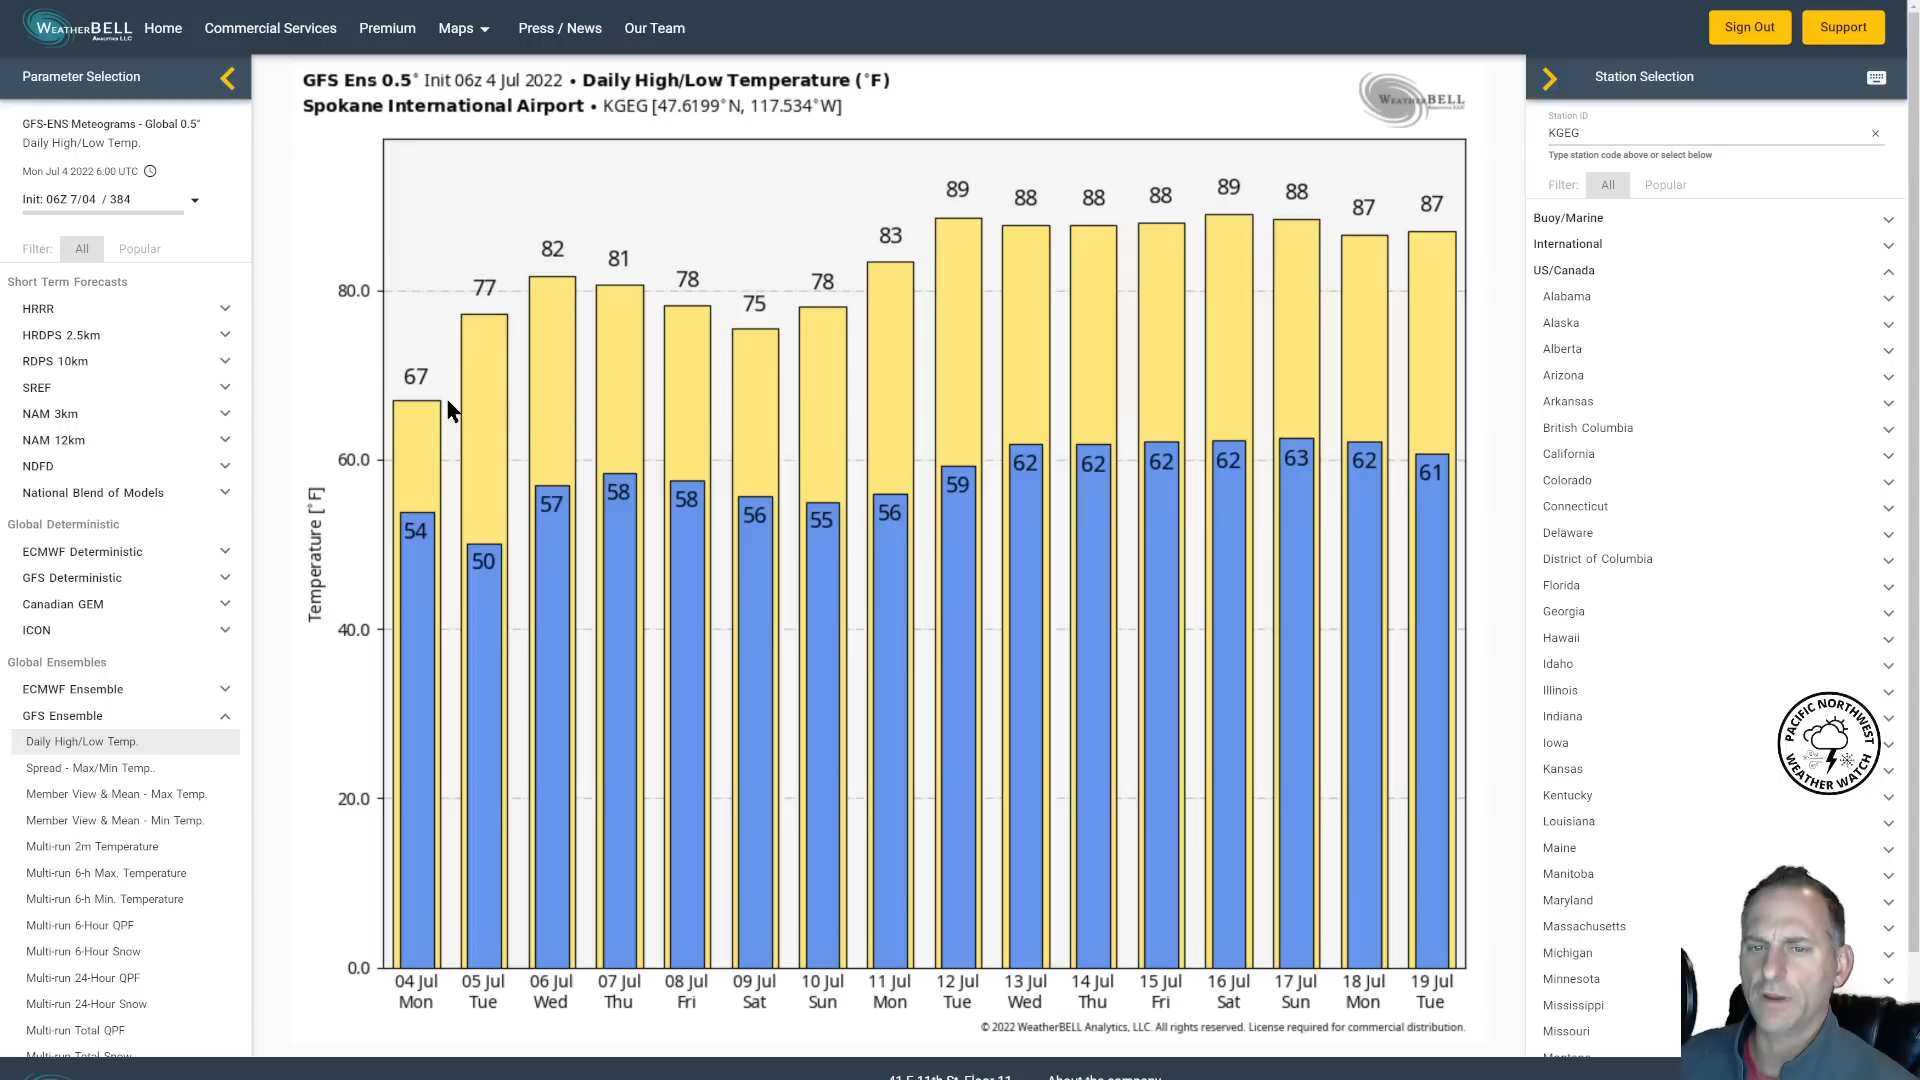 WEATHERBELL
ANALYTICS LLC
Home
Commercial Services
Premium
Maps
Press / News
Our Team
Sign Out
Support
Parameter Selection
GFS-ENS Meteograms - Global 0.5°
Daily High/Low Temp.
Mon Jul 4 2022 6:00 UTC
Init: 06Z 7/04 / 384
Filter:
All
Popular
Short Term Forecasts
HRRR
HRDPS 2.5km
RDPS 10km
SREF
NAM 3km
NAM 12km
NDFD
National Blend of Models
Global Deterministic
ECMWF Deterministic
GFS Deterministic
Canadian GEM
ICON
Global Ensembles
ECMWF Ensemble
GFS Ensemble
Daily High/Low Temp.
Spread - Max/Min Temp..
Member View & Mean - Max Temp.
Member View & Mean - Min Temp.
Multi-run 2m Temperature
Multi-run 6-h Max. Temperature
Multi-run 6-h Min. Temperature
Multi-run 6-Hour QPF
Multi-run 6-Hour Snow
Multi-run 24-Hour QPF
Multi-run 24-Hour Snow
Multi-run Total QPF
Multi-run Total Snow
GFS Ens 0.5° Init 06z 4 Jul 2022 • Daily High/Low Temperature (°F)
Spokane International Airport • KGEG [47.6199°N, 117.534°W]
WEATHERBELL
Temperature [°F]
80.0
60.0
40.0
20.0
0.0
67 77 82 81 78 75 78 83 89 88 88 88 89 88 87 87
54 50 57 58 58 56 55 56 59 62 62 62 62 63 62 61
04 Jul 05 Jul 06 Jul 07 Jul 08 Jul 09 Jul 10 Jul 11 Jul 12 Jul 13 Jul 14 Jul 15 Jul 16 Jul 17 Jul 18 Jul 19 Jul
Mon Tue Wed Thu Fri Sat Sun Mon Tue Wed Thu Fri Sat Sun Mon Tue
© 2022 WeatherBELL Analytics, LLC. All rights reserved. License required for commercial distribution.
Station Selection
Station ID
KGEG
Type station code above or select below
Filter:
All
Popular
Buoy/Marine
International
US/Canada
Alabama
Alaska
Alberta
Arizona
Arkansas
British Columbia
California
Colorado
Connecticut
Delaware
District of Columbia
Florida
Georgia
Hawaii
Idaho
Illinois
Indiana
Iowa
Kansas
Kentucky
Louisiana
Maine
Manitoba
Maryland
Massachusetts
Michigan
Minnesota
Mississippi
Missouri
Montana
PACIFIC NORTHWEST
WEATHER WATCH
41 E 11th St. Floor 11
About the company